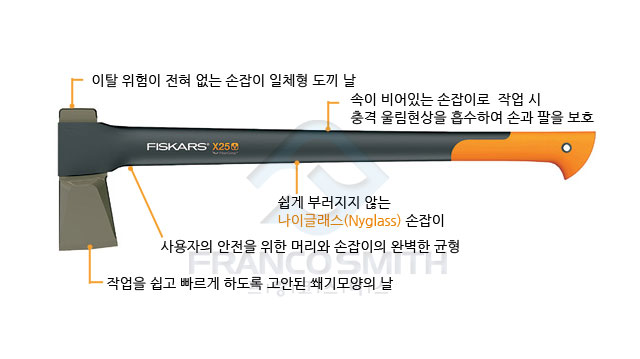 이탈 위험이 전혀 없는 손잡이 일체형 도끼 날
속이 비어있는 손잡이로 작업 시
충격 울림현상을 흡수하여 손과 팔을 보호
FISKARS X25
쉽게 부러지지 않는
나이글래스(Nyglass) 손잡이
사용자의 안전을 위한 머리와 손잡이의 완벽한 균형
FRANCO SMITH
작업을 쉽고 빠르게 하도록 고안된 쐐기모양의 날